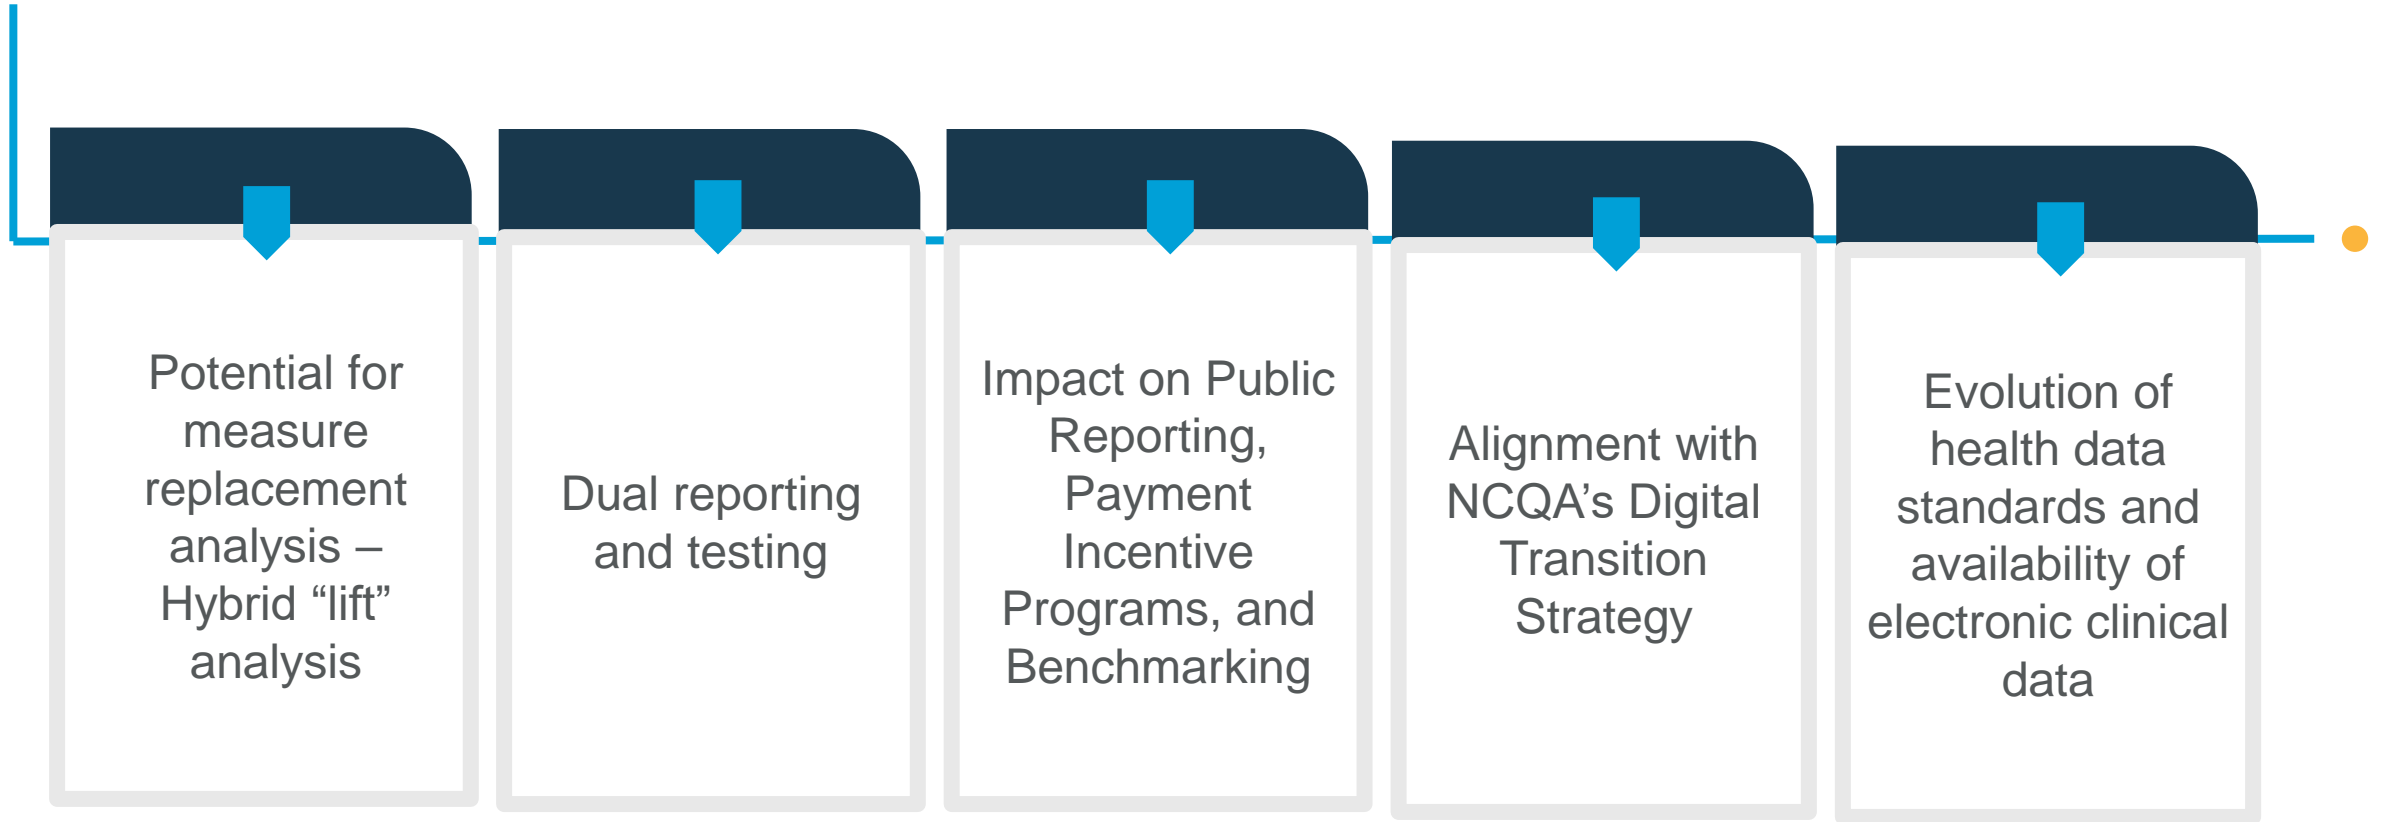 Potential for
measure
replacement
analysis –
Hybrid “lift”
analysis
Dual reporting
and testing
Impact on Public
Reporting,
Payment
Incentive
Programs, and
Benchmarking
Alignment with
NCQA’s Digital
Transition
Strategy
Evolution of
health data
standards and
availability of
electronic clinical
data